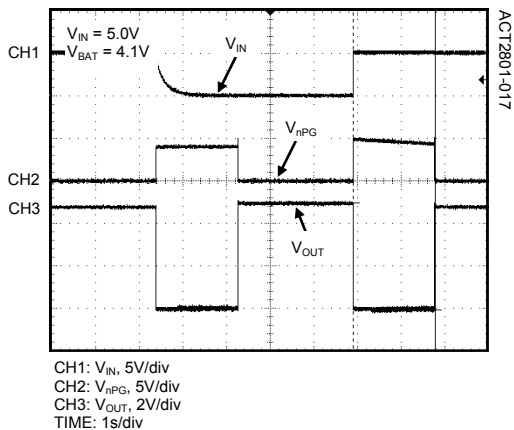 V_IN = 5.0V
V_BAT = 4.1V
CH1
V_IN
ACT2801-017
V_nPG
CH2
CH3
V_OUT
CH1: V_IN, 5V/div
CH2: V_nPG, 5V/div
CH3: V_OUT, 2V/div
TIME: 1s/div